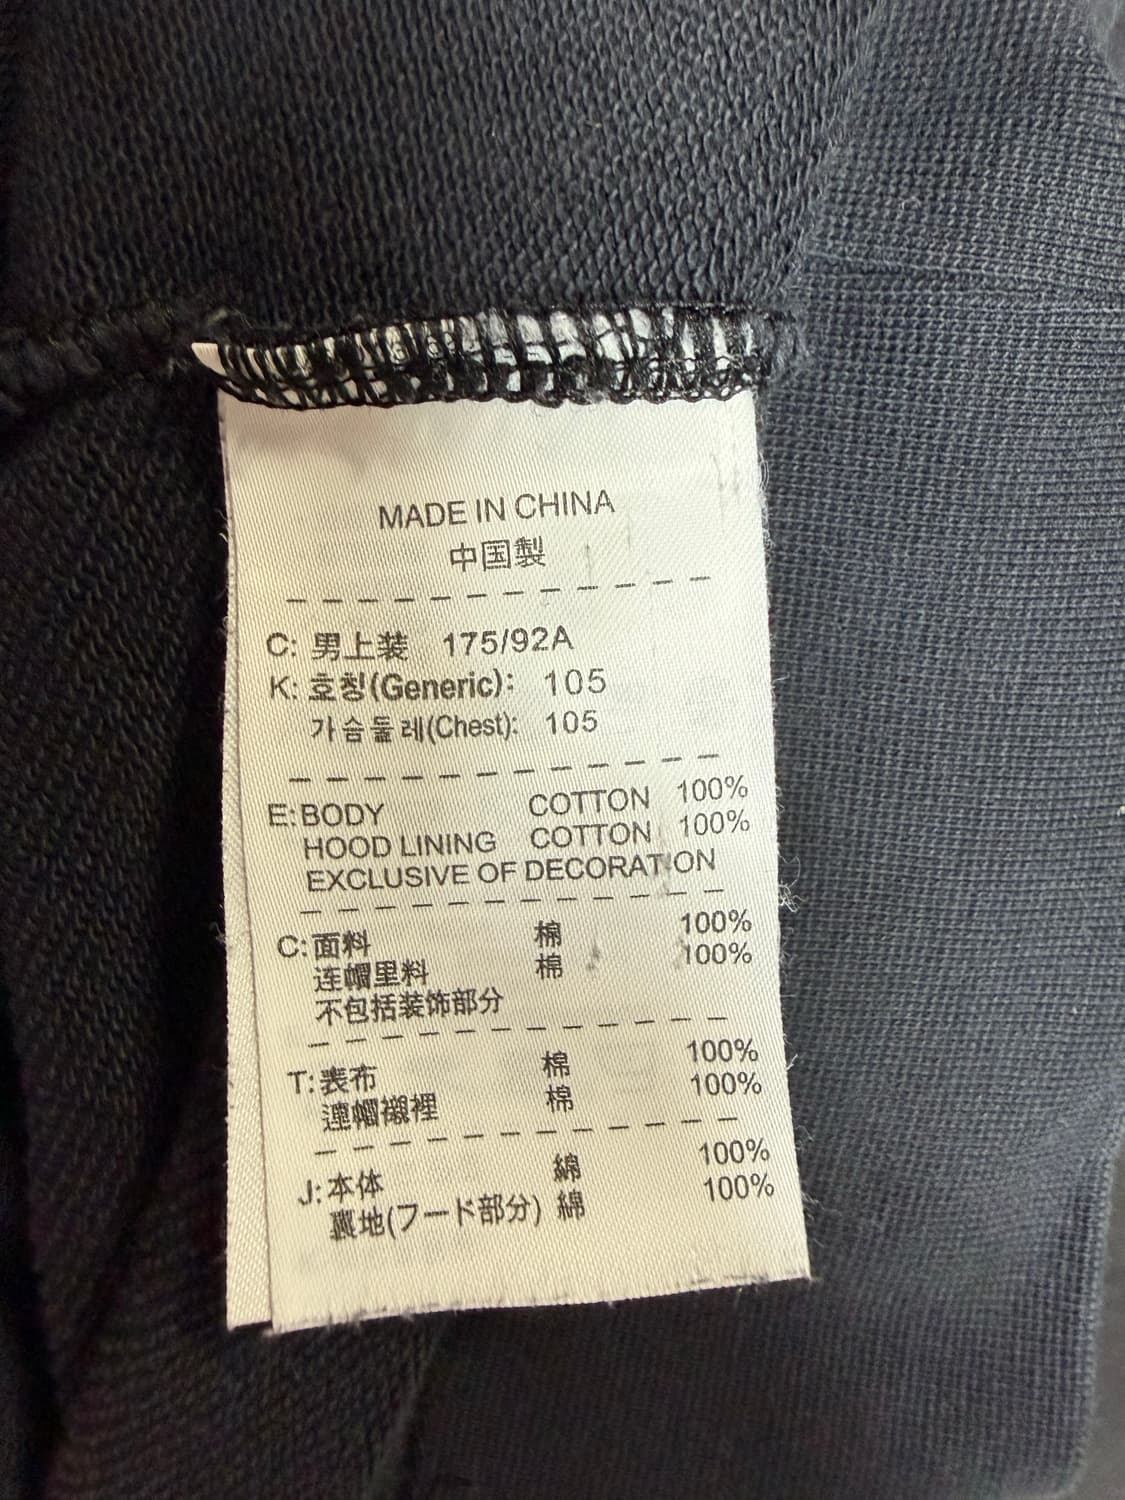 MADE IN CHINA
中国製
C: 男上装 175/92A
K: 호칭(Generic): 105
가슴둘레(Chest): 105
E: BODY COTTON 100%
HOOD LINING COTTON 100%
EXCLUSIVE OF DECORATION
C: 面料 棉 100%
连帽里料 棉 100%
不包括装饰部分
T: 表布 棉 100%
連帽襯裡 棉 100%
J: 本体 綿 100%
裏地(フード部分) 綿 100%